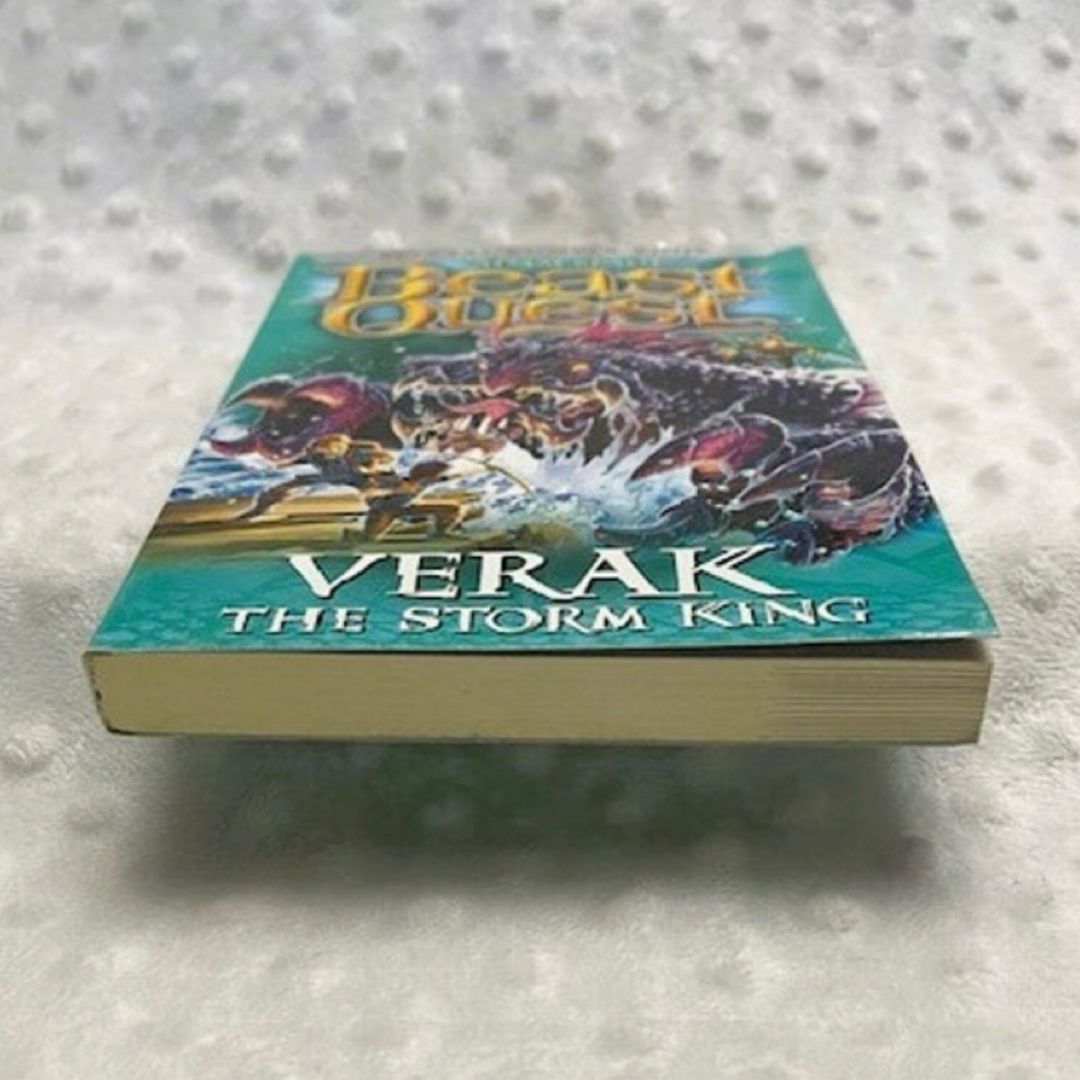 Beast
Quest
VERAK
THE STORM KING